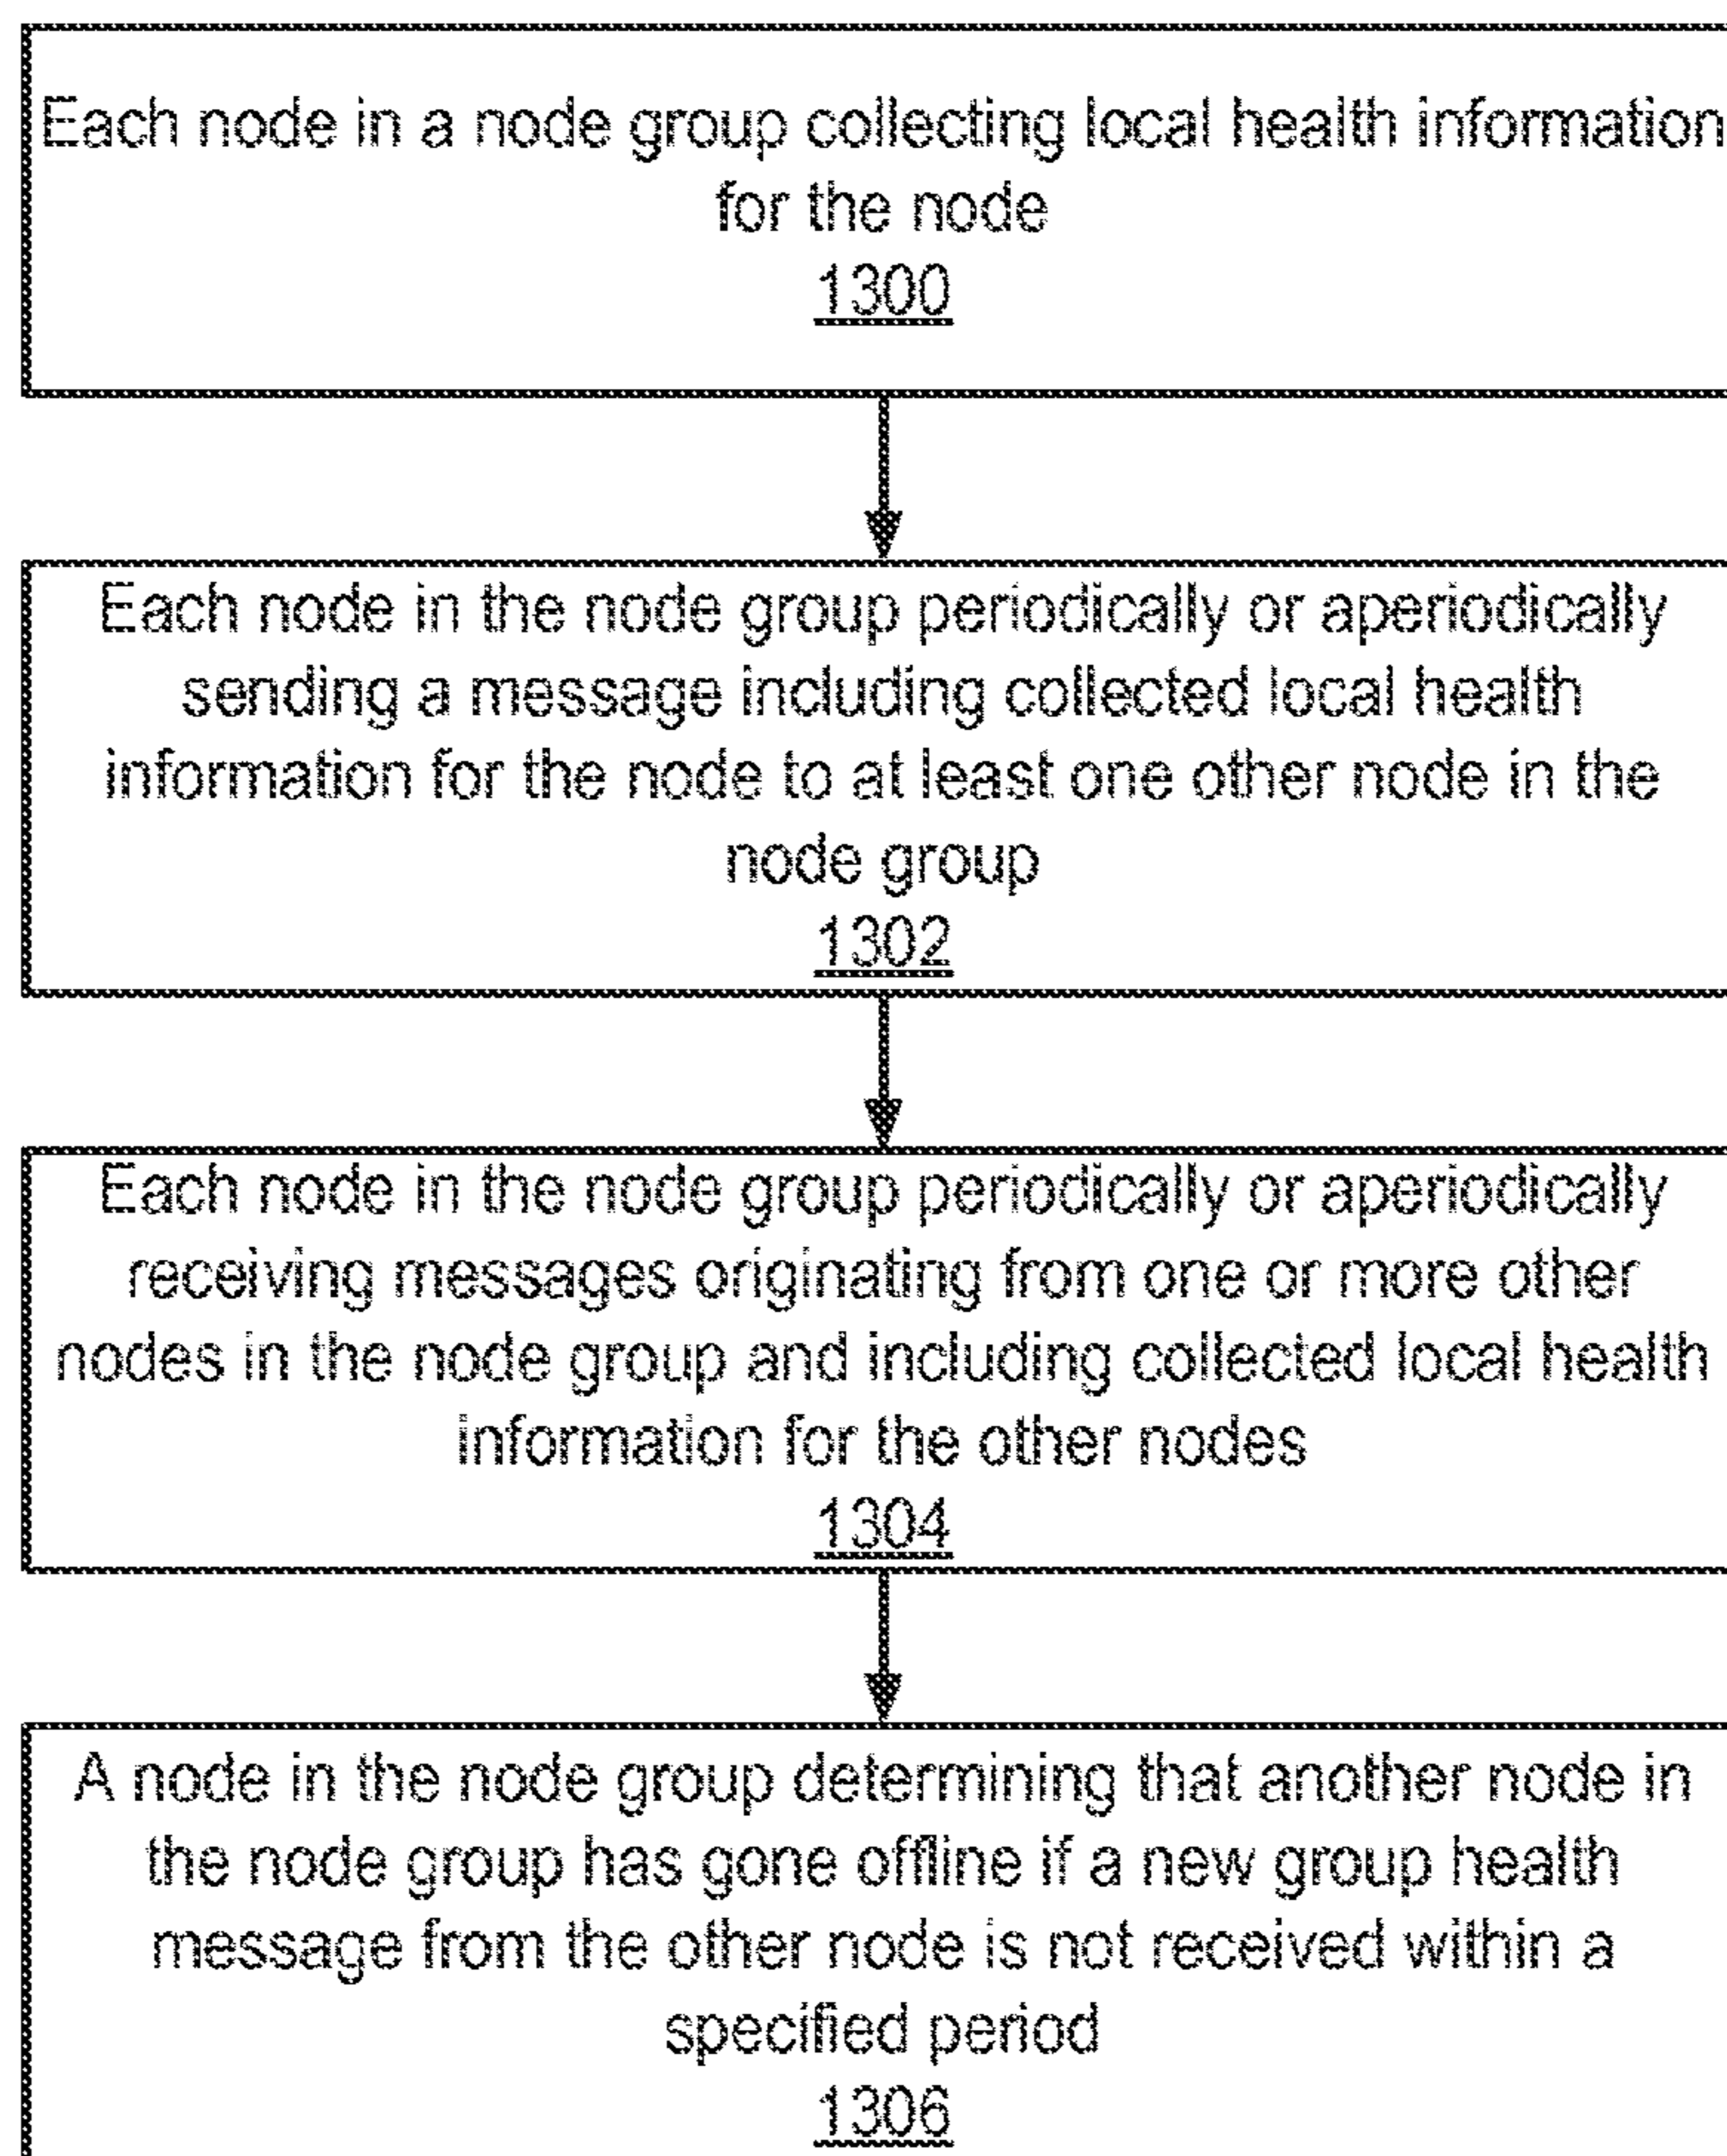 Each node in a node group collecting local health information
for the node
1300
Each node in the node group periodically or aperiodically
sending a message including collected local health
information for the node to at least one other node in the
node group
1302
Each node in the node group periodically or aperiodically
receiving messages originating from one or more other
nodes in the node group and including collected local health
information for the other nodes
1304
A node in the node group determining that another node in
the node group has gone offline if a new group health
message from the other node is not received within a
specified period
1306